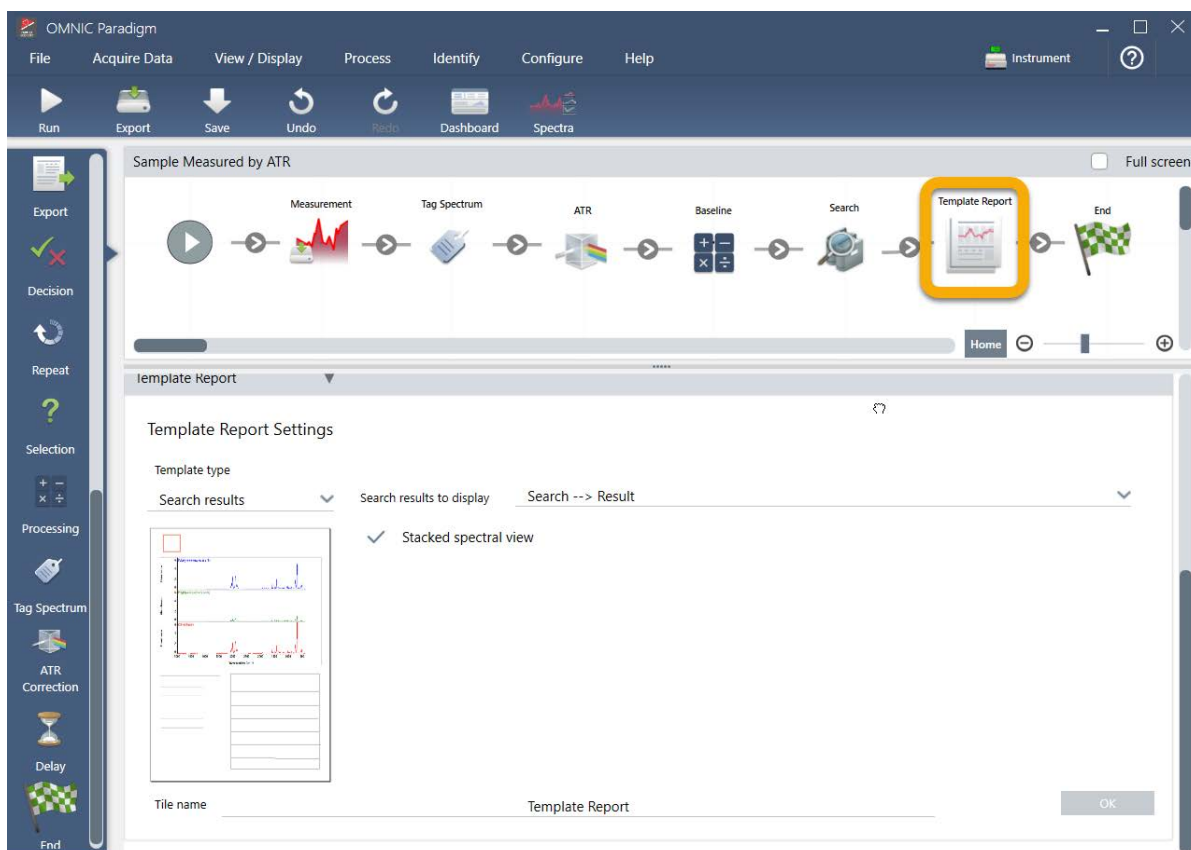 OMNIC Paradigm
File Acquire Data View / Display Process Identify Configure Help Instrument
Run Export Save Undo Redo Dashboard Spectra
Sample Measured by ATR Full screen
Measurement Tag Spectrum ATR Baseline Search Template Report End
Home
Export
Decision
Repeat
Selection
Processing
Tag Spectrum
ATR
Correction
Delay
End
Template Report
Template Report Settings
Template type
Search results Search results to display Search --> Result
Stacked spectral view
Tile name Template Report OK